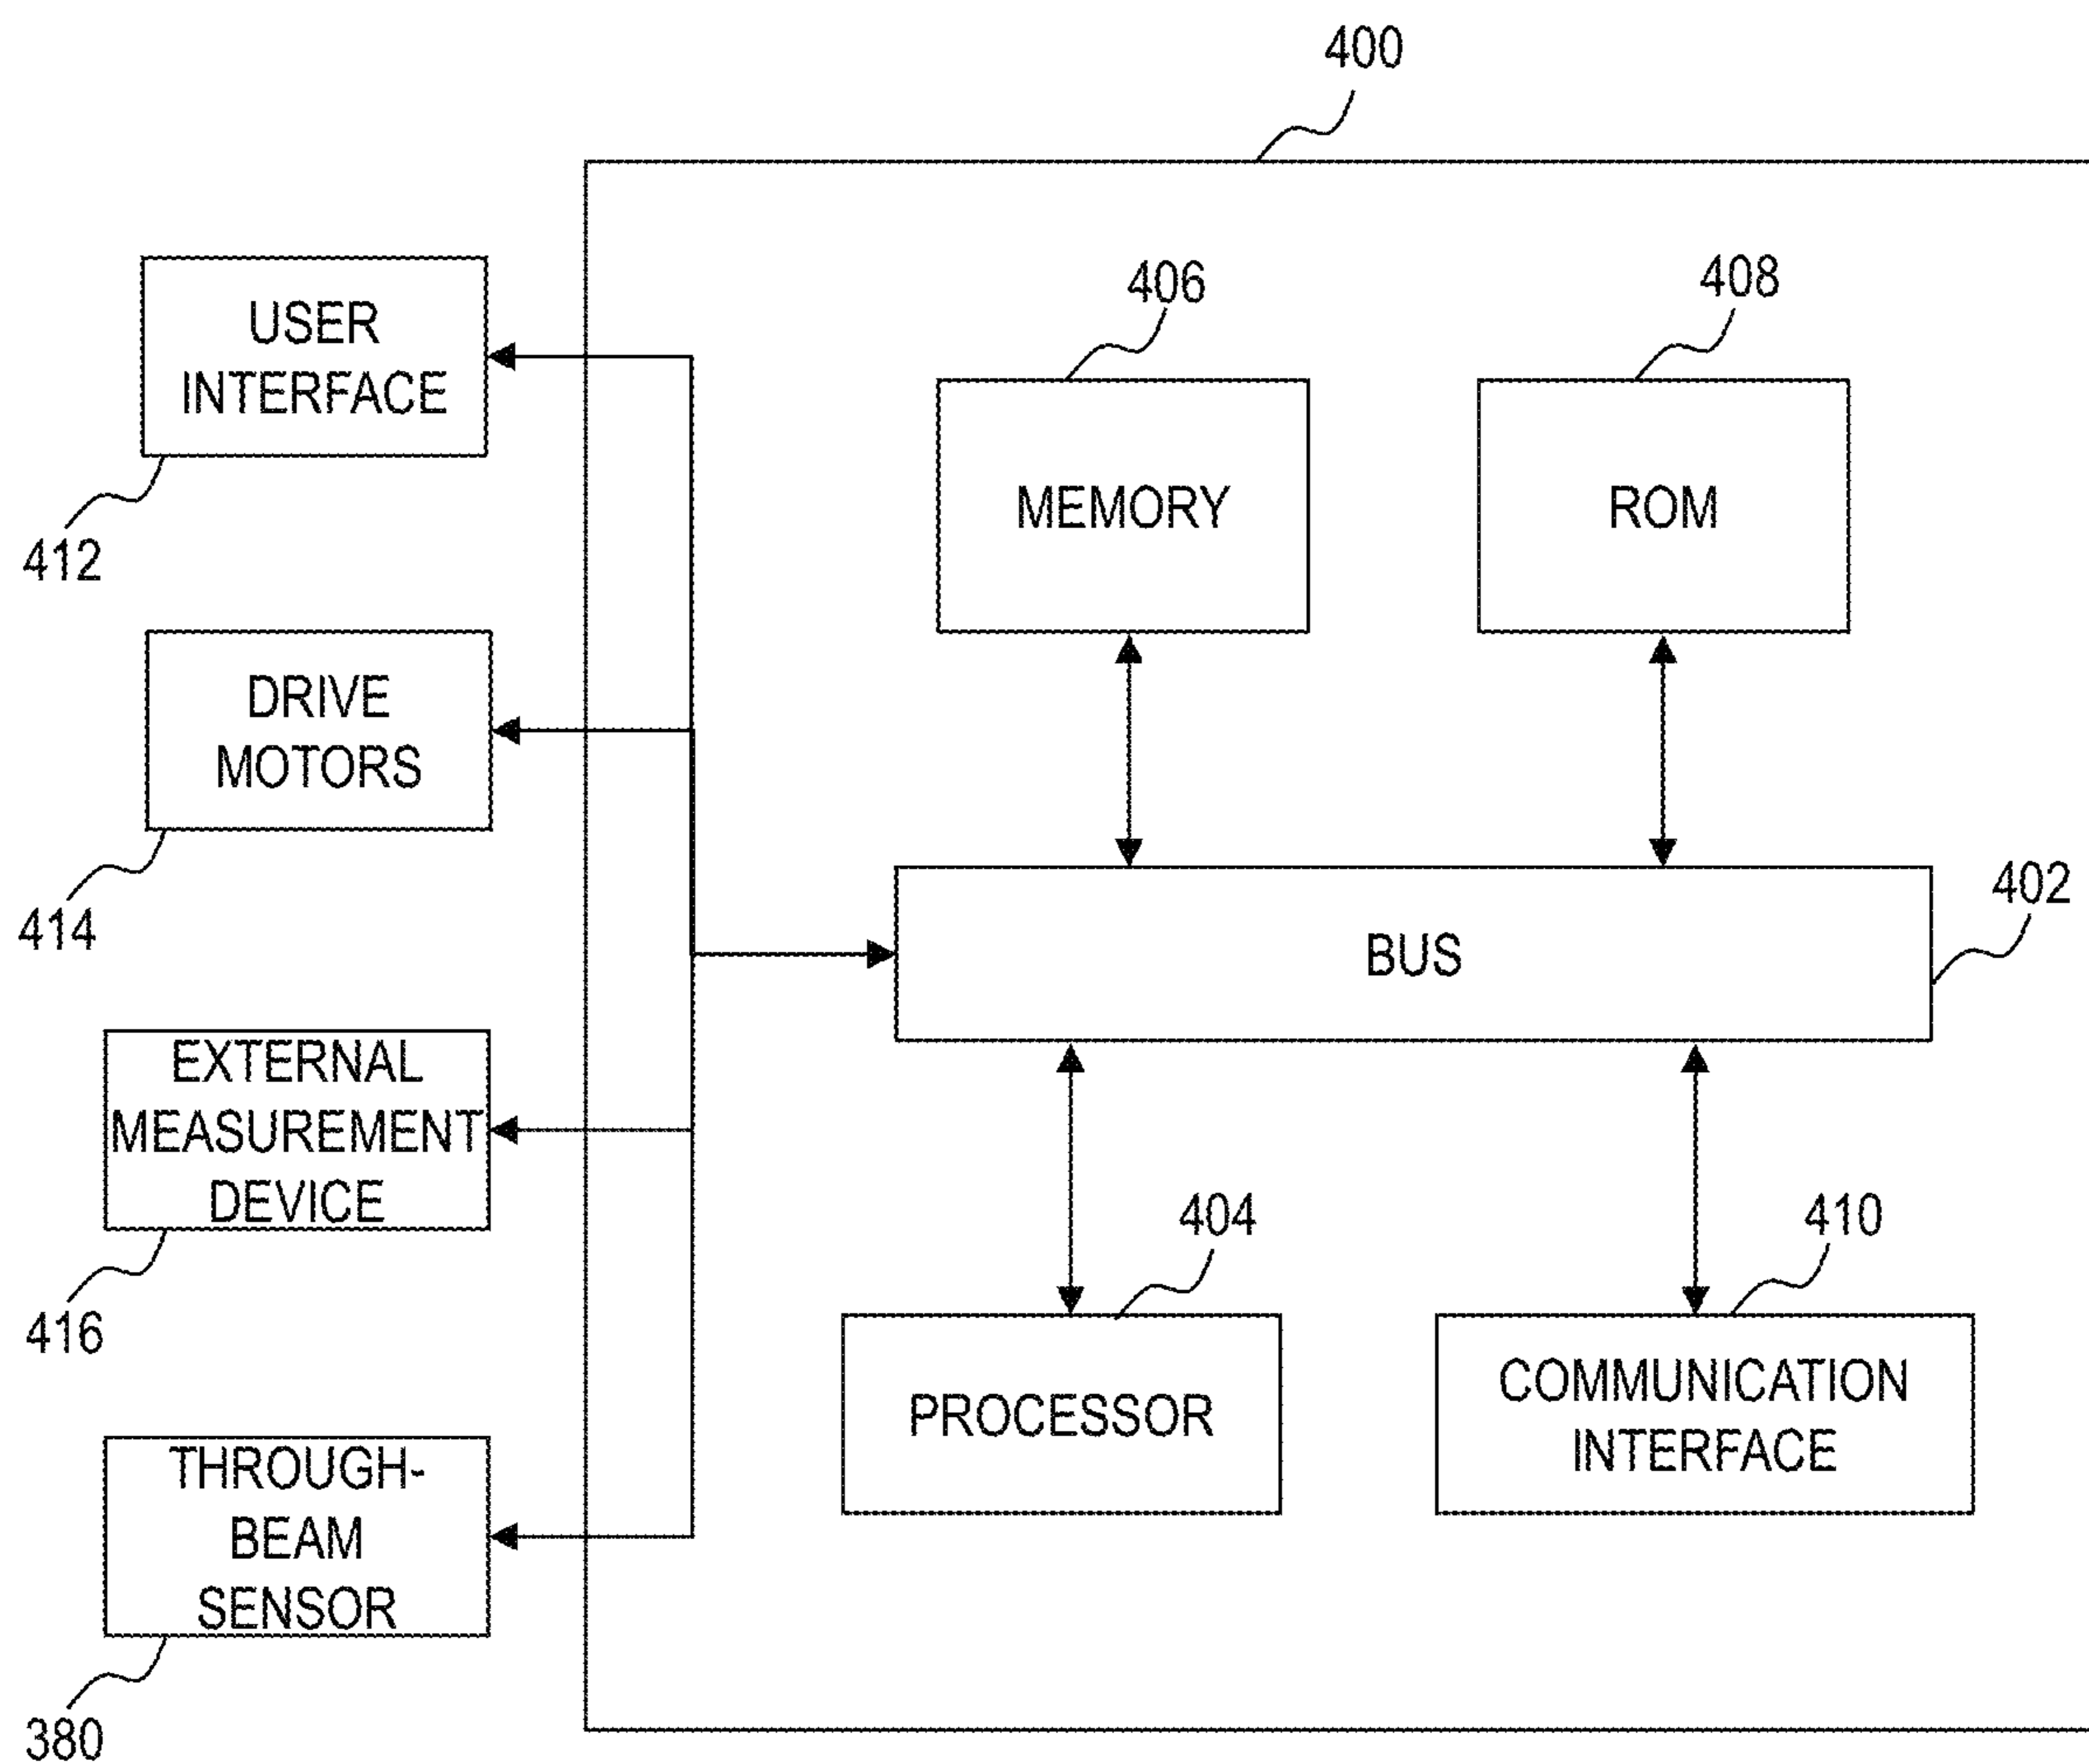 400
USER
INTERFACE
412
406
408
MEMORY
ROM
DRIVE
MOTORS
414
402
BUS
EXTERNAL
MEASUREMENT
DEVICE
416
404
410
PROCESSOR
COMMUNICATION
INTERFACE
THROUGH-
BEAM
SENSOR
380